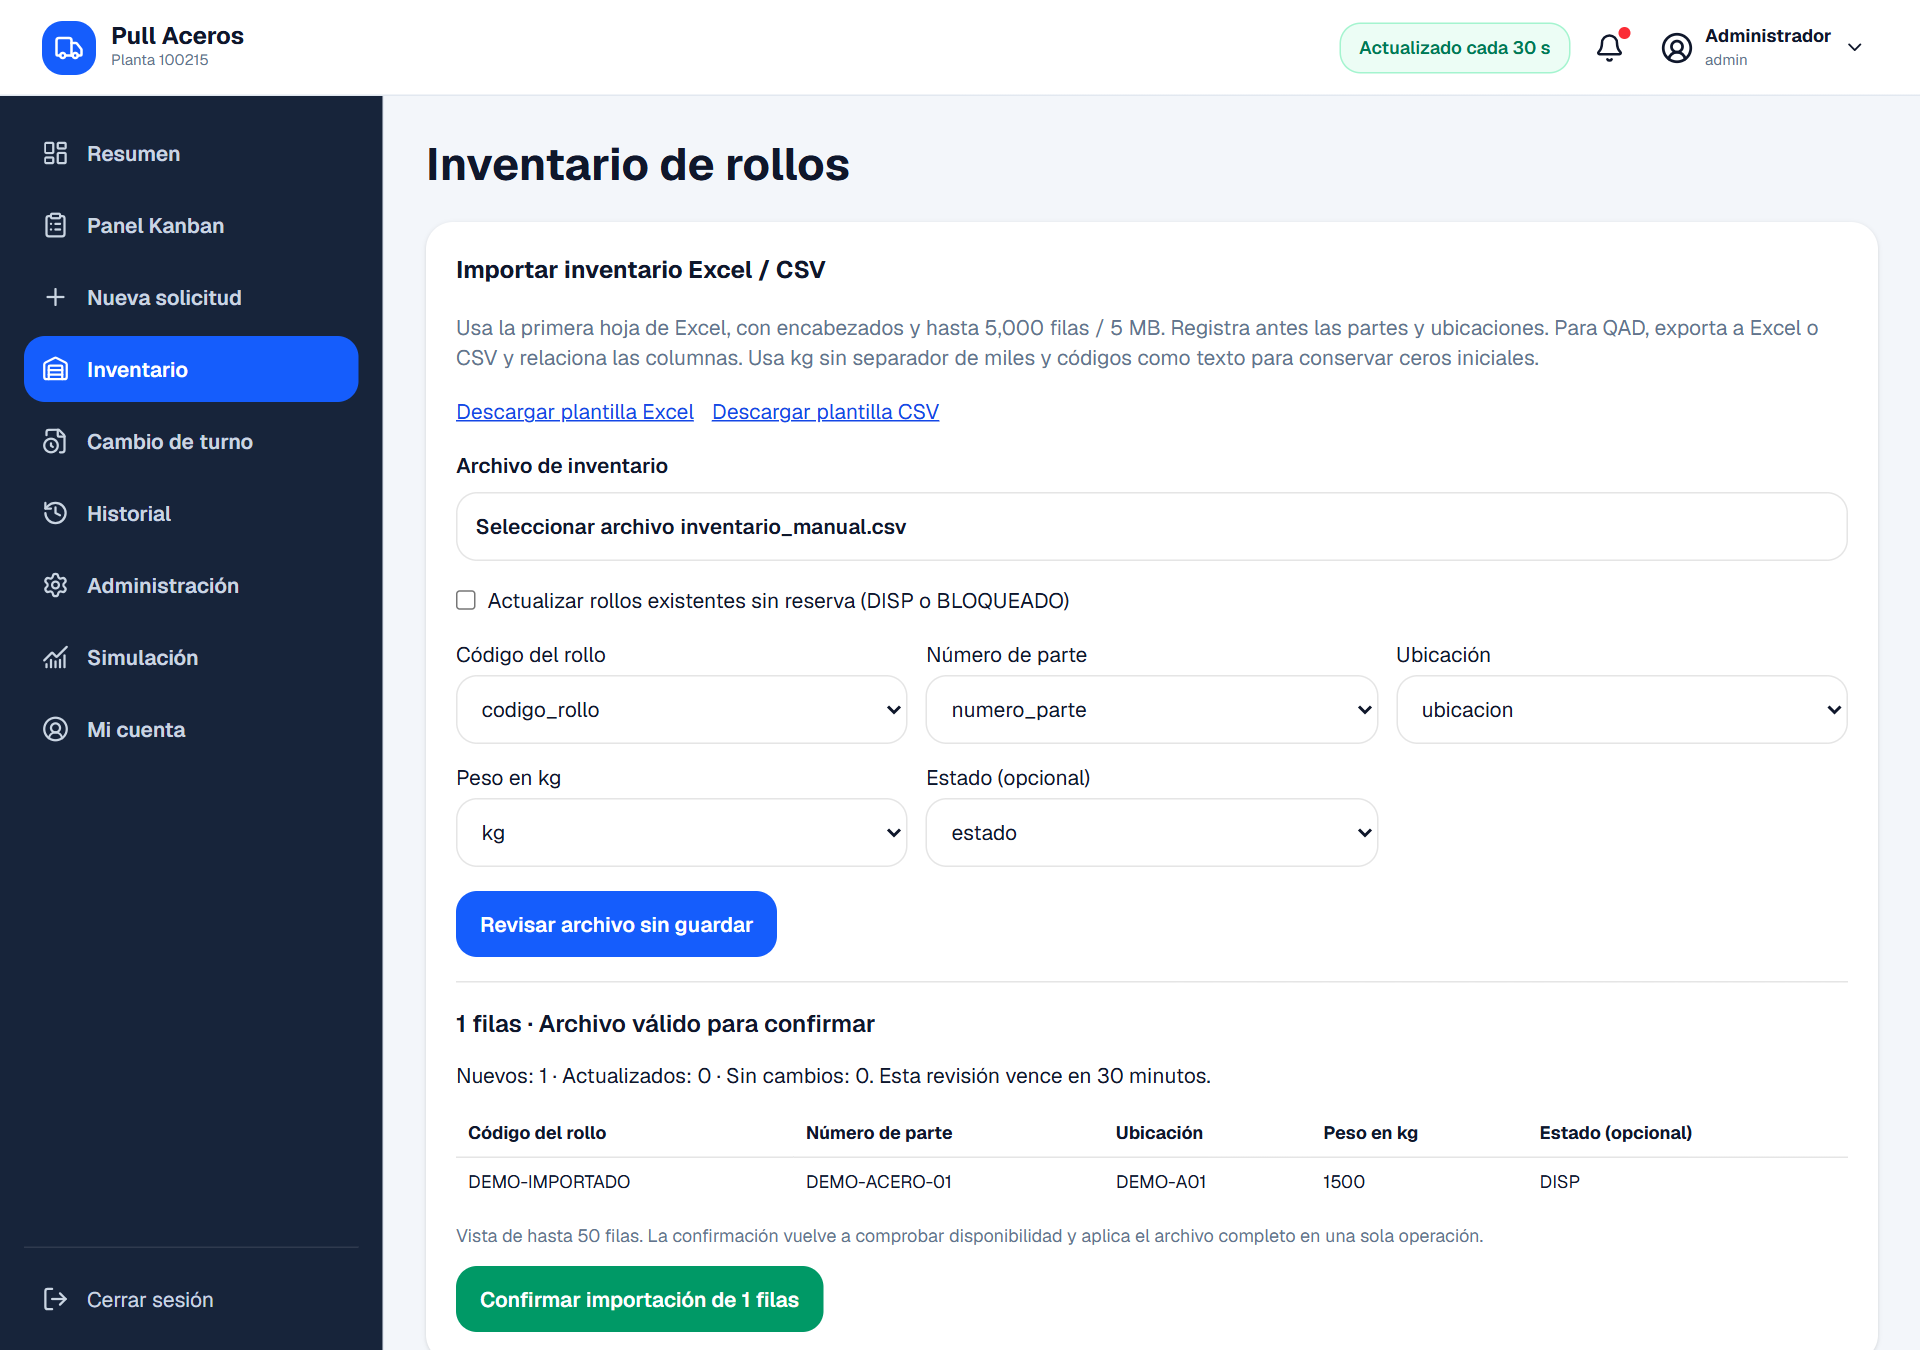 Pull Aceros
Planta 100215
Actualizado cada 30 s
Administrador
admin
Resumen
Panel Kanban
Nueva solicitud
Inventario
Cambio de turno
Historial
Administración
Simulación
Mi cuenta
Cerrar sesión
Inventario de rollos
Importar inventario Excel / CSV
Usa la primera hoja de Excel, con encabezados y hasta 5,000 filas / 5 MB. Registra antes las partes y ubicaciones. Para QAD, exporta a Excel o
CSV y relaciona las columnas. Usa kg sin separador de miles y códigos como texto para conservar ceros iniciales.
Descargar plantilla Excel Descargar plantilla CSV
Archivo de inventario
Seleccionar archivo inventario_manual.csv
Actualizar rollos existentes sin reserva (DISP o BLOQUEADO)
Código del rollo Número de parte Ubicación
codigo_rollo numero_parte ubicacion
Peso en kg Estado (opcional)
kg estado
Revisar archivo sin guardar
1 filas · Archivo válido para confirmar
Nuevos: 1 · Actualizados: 0 · Sin cambios: 0. Esta revisión vence en 30 minutos.
Código del rollo Número de parte Ubicación Peso en kg Estado (opcional)
DEMO-IMPORTADO DEMO-ACERO-01 DEMO-A01 1500 DISP
Vista de hasta 50 filas. La confirmación vuelve a comprobar disponibilidad y aplica el archivo completo en una sola operación.
Confirmar importación de 1 filas